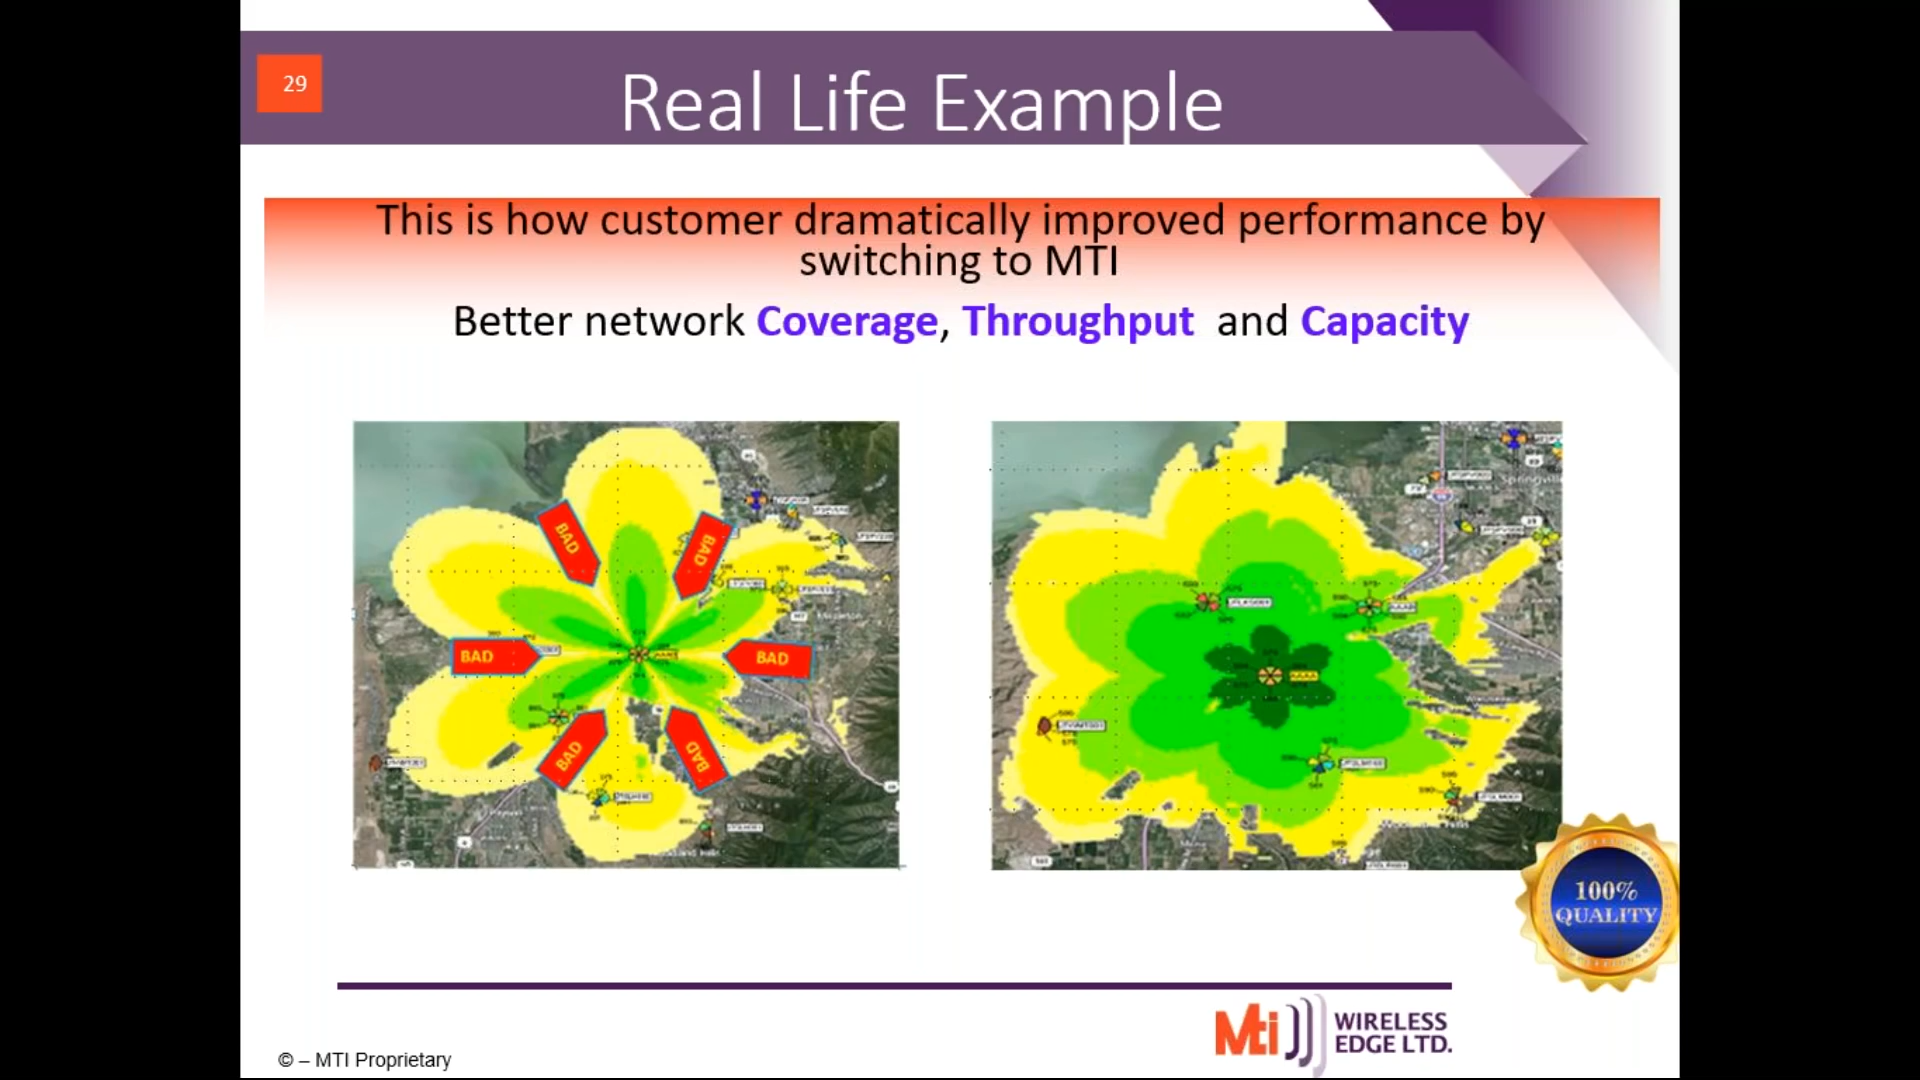 29
Real Life Example
This is how customer dramatically improved performance by
switching to MTI
Better network Coverage, Throughput and Capacity
BAD
BAD
BAD
BAD
BAD
BAD
Springvill
100%
QUALITY
Mti
WIRELESS
EDGE LTD.
© – MTI Proprietary